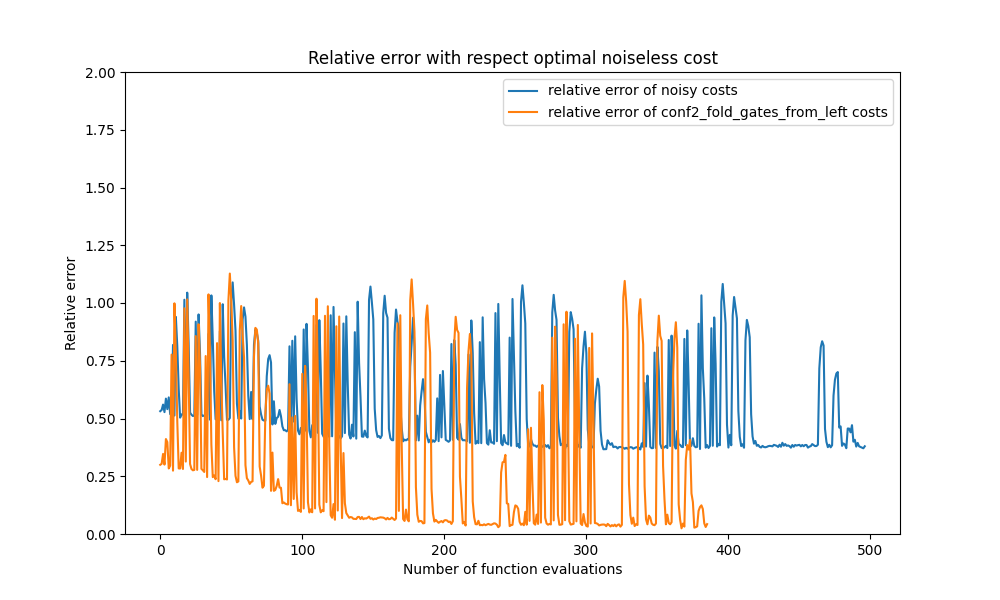 Relative error with respect optimal noiseless cost
relative error of noisy costs
relative error of conf2_fold_gates_from_left costs
2.00
1.75
1.50
1.25
1.00
0.75
0.50
0.25
0.00
Relative error
0 100 200 300 400 500
Number of function evaluations